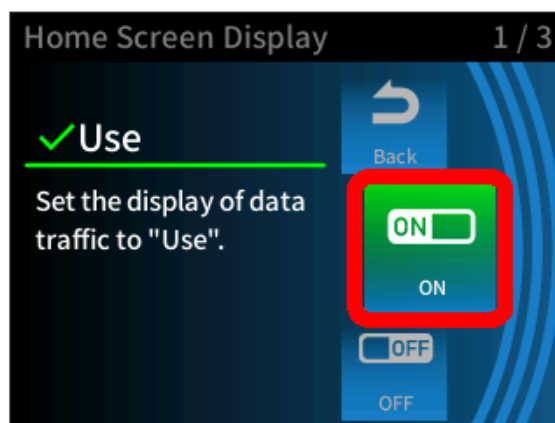 Home Screen Display 1 / 3
Use
Set the display of data
traffic to "Use".
Back
ON
ON
OFF
OFF